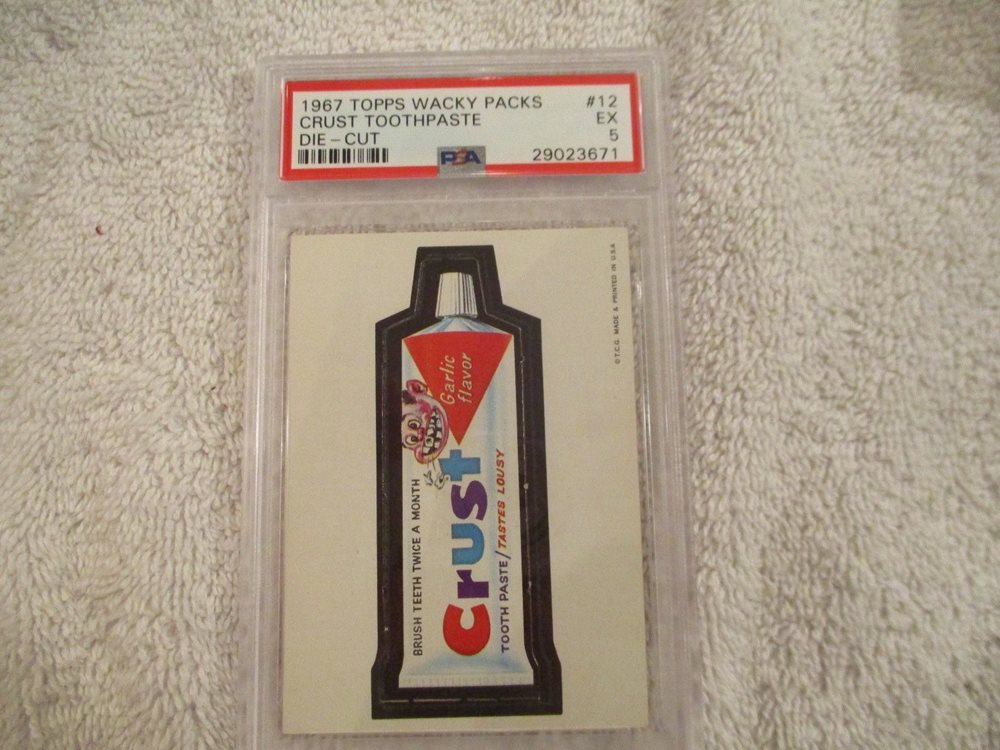 1967 TOPPS WACKY PACKS #12
CRUST TOOTHPASTE EX
DIE-CUT 5
PSA 29023671
©T.C.G. MADE & PRINTED IN U.S.A
Garlic
flavor
BRUSH TEETH TWICE A MONTH
Crust
TOOTH PASTE/TASTES LOUSY